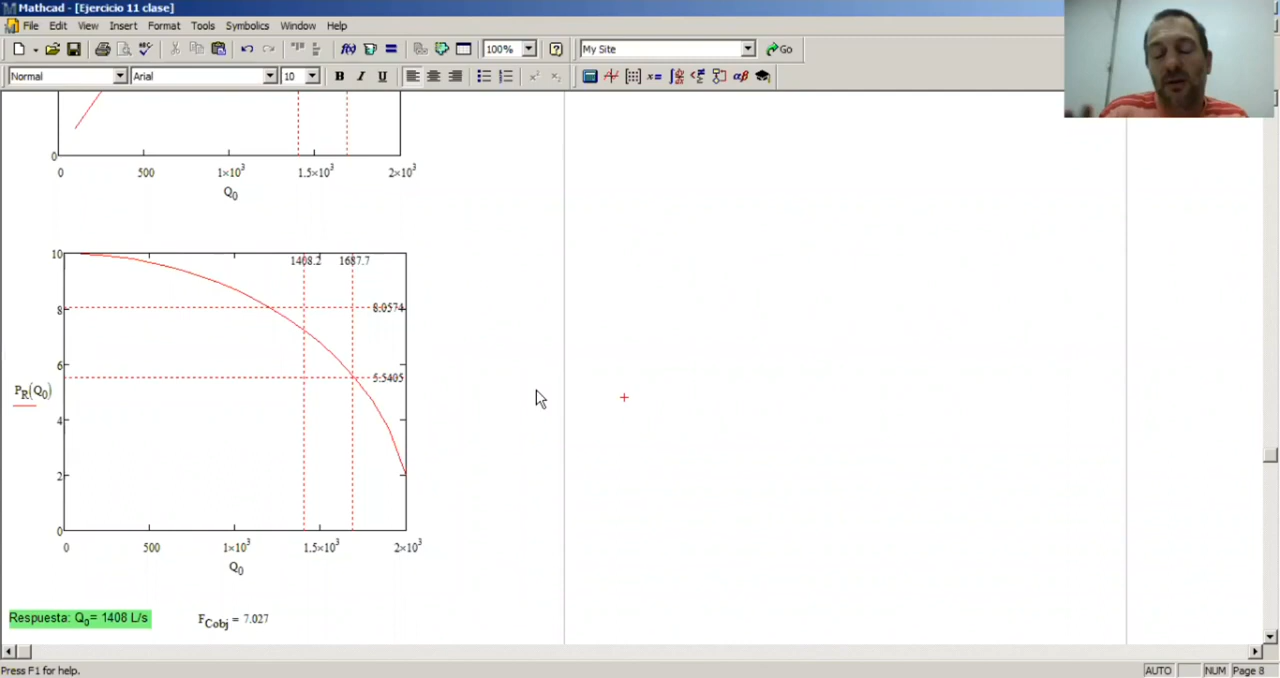 Mathcad - [Ejercicio 11 clase]
File Edit View Insert Format Tools Symbolics Window Help
100% My Site Go
Normal Arial 10 B I U
0
0 500 1×10³ 1.5×10³ 2×10³
Q₀
10
1408.2 1687.7
8
8.0574
6
5.5405
P_R(Q₀)
4
2
0
0 500 1×10³ 1.5×10³ 2×10³
Q₀
Respuesta: Q₀= 1408 L/s F_Cobj = 7.027
Press F1 for help. AUTO NUM Page 8